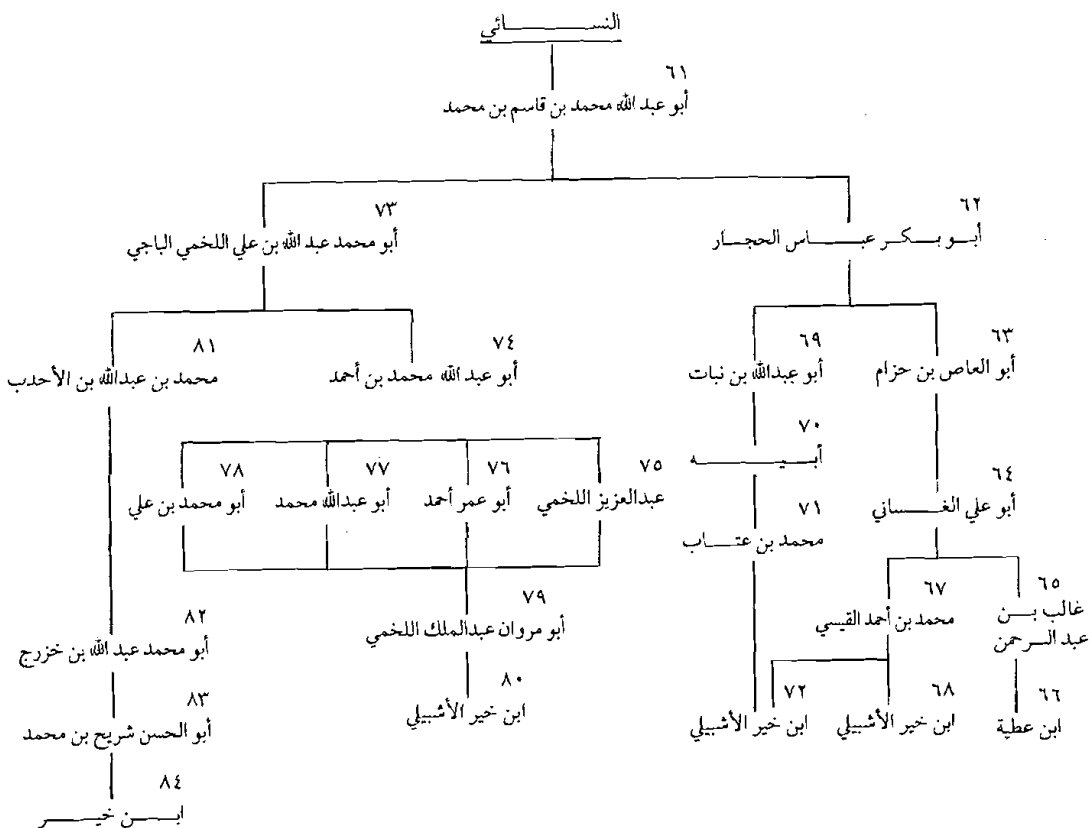 النسائي
٦١
أبو عبد الله محمد بن قاسم بن محمد
٦٢
أبو بكر عباس الحجار
٧٣
أبو محمد عبد الله بن علي اللخمي الباجي
٦٣
أبو العاص بن حزام
٦٩
أبو عبدالله بن نبات
٧٤
أبو عبد الله محمد بن أحمد
٨١
محمد بن عبدالله بن الأحدب
٧٠
أبيه
٦٤
أبو علي الغساني
٧١
محمد بن عتاب
٧٥
عبدالعزيز اللخمي
٧٦
أبو عمر أحمد
٧٧
أبو عبدالله محمد
٧٨
أبو محمد بن علي
٦٥
غالب بن
عبد الرحمن
٦٧
محمد بن أحمد القيسي
٧٩
أبو مروان عبدالملك اللخمي
٨٢
أبو محمد عبد الله بن خزرج
٦٦
ابن عطية
٦٨
ابن خير الأشبيلي
٧٢
ابن خير الأشبيلي
٨٠
ابن خير الأشبيلي
٨٣
أبو الحسن شريح بن محمد
٨٤
ابن خير